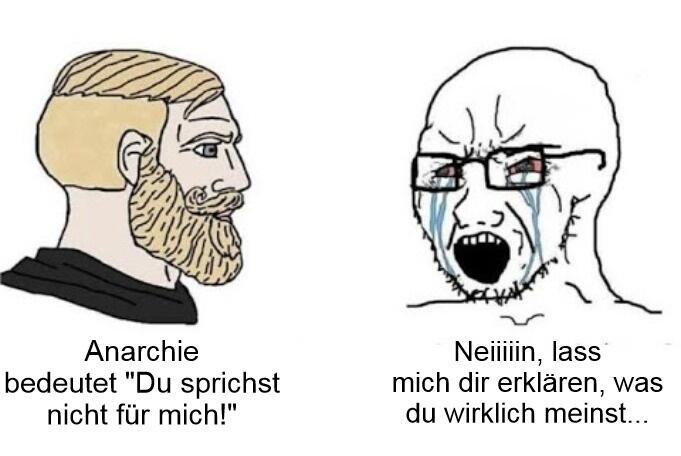 Anarchie
bedeutet "Du sprichst
nicht für mich!"
Neiiiiin, lass
mich dir erklären, was
du wirklich meinst...